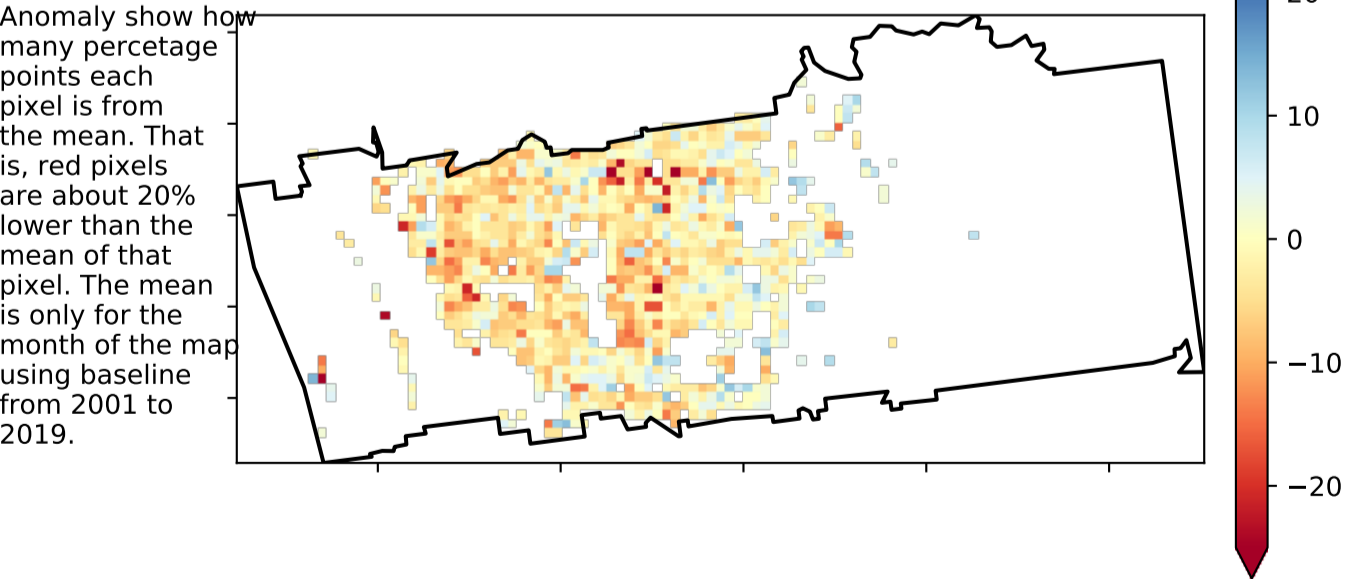 Anomaly show how
many percetage
points each
pixel is from
the mean. That
is, red pixels
are about 20%
lower than the
mean of that
pixel. The mean
is only for the
month of the map
using baseline
from 2001 to
2019.
10
0
−10
−20